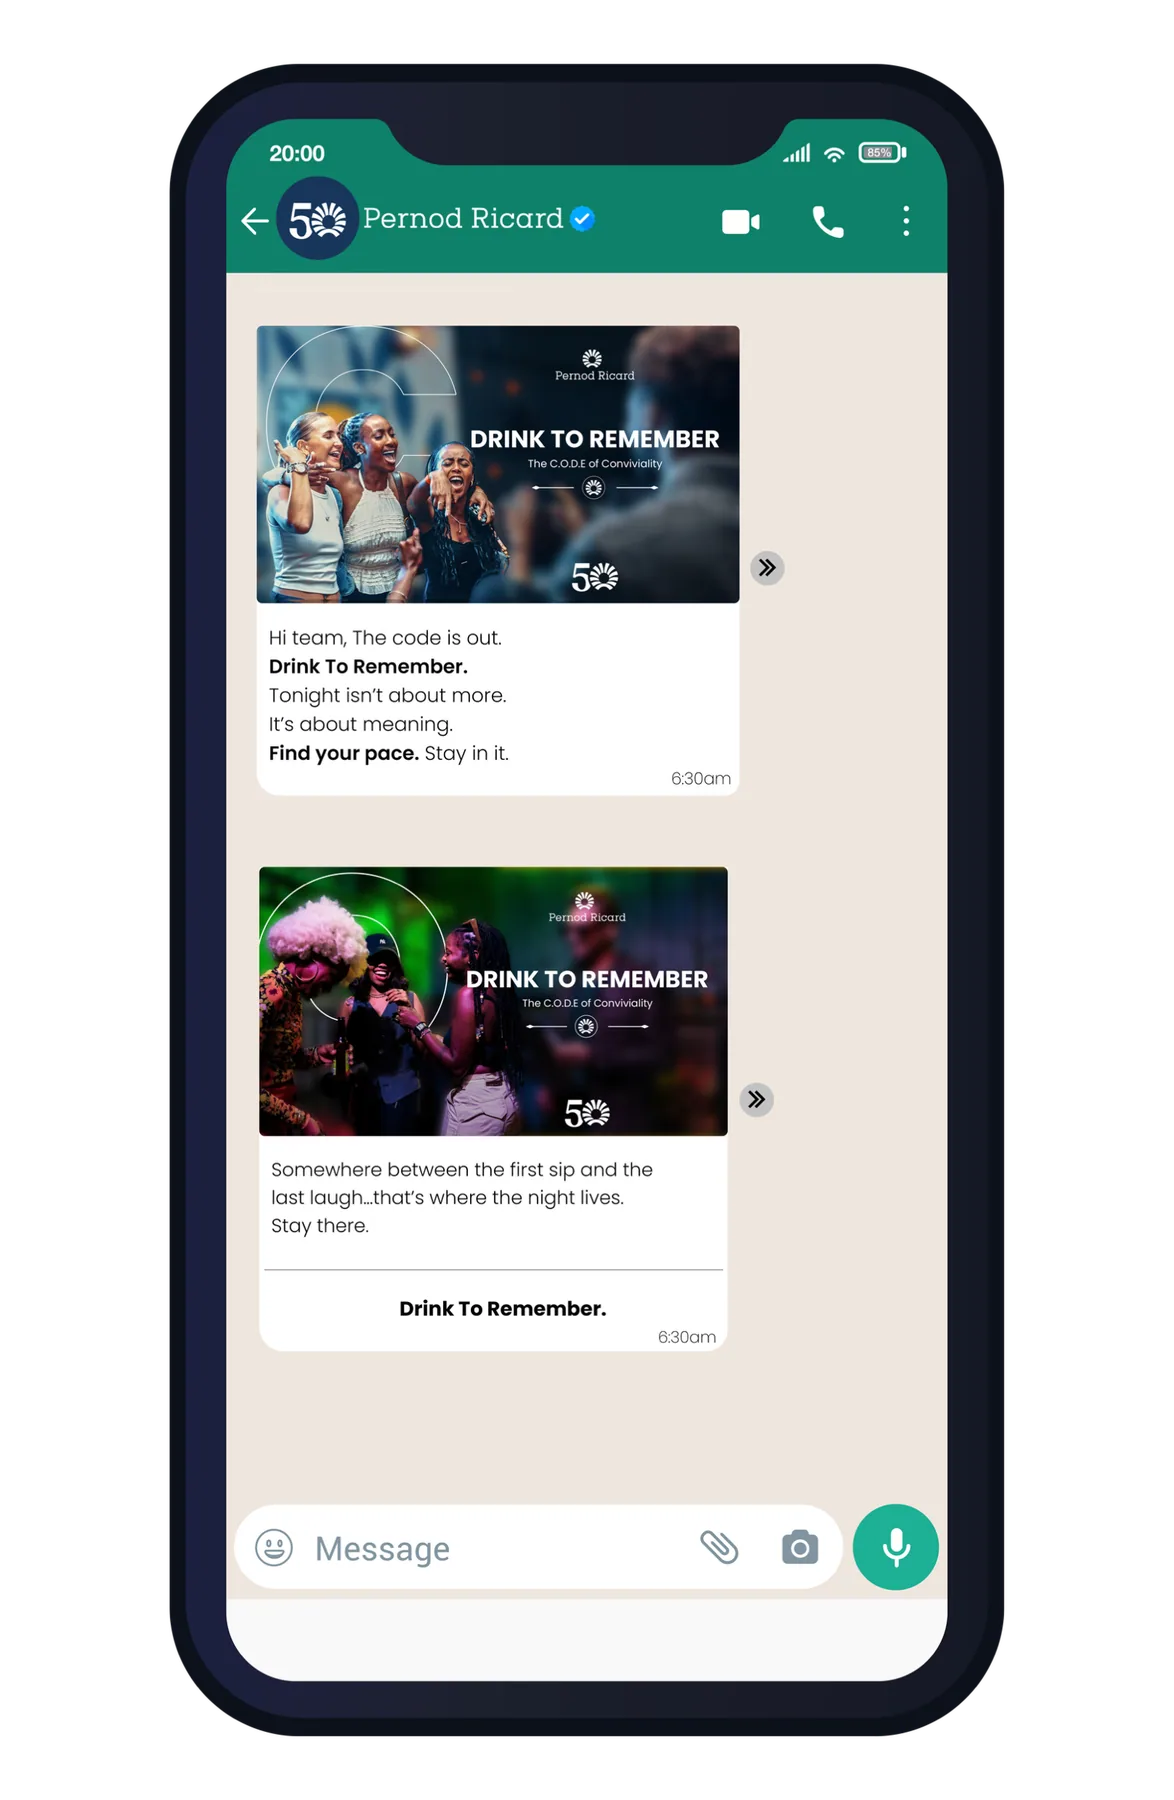 20:00
85%
50 Pernod Ricard
Pernod Ricard
DRINK TO REMEMBER
The C.O.D.E of Conviviality
50
Hi team, The code is out.
Drink To Remember.
Tonight isn't about more.
It's about meaning.
Find your pace. Stay in it.
6:30am
Pernod Ricard
DRINK TO REMEMBER
The C.O.D.E of Conviviality
50
Somewhere between the first sip and the
last laugh...that's where the night lives.
Stay there.
Drink To Remember.
6:30am
Message